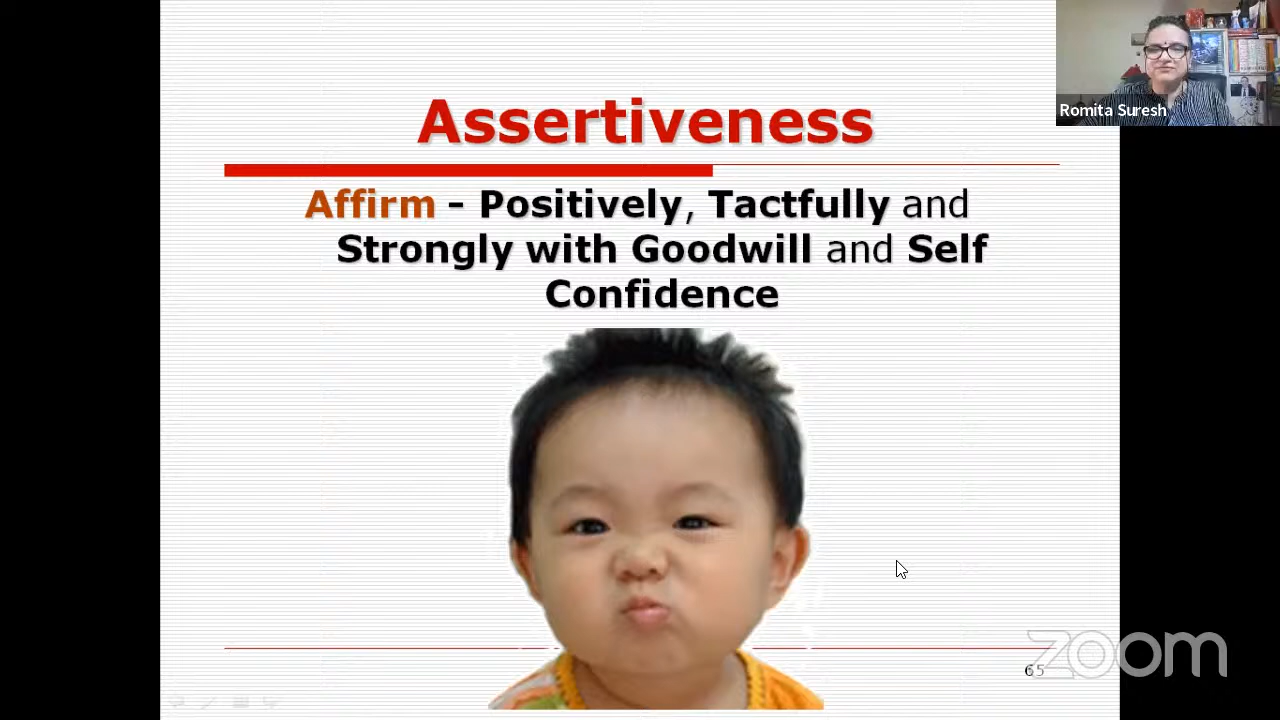 Assertiveness
Affirm - Positively, Tactfully and
Strongly with Goodwill and Self
Confidence
Romita Suresh
65
zoom